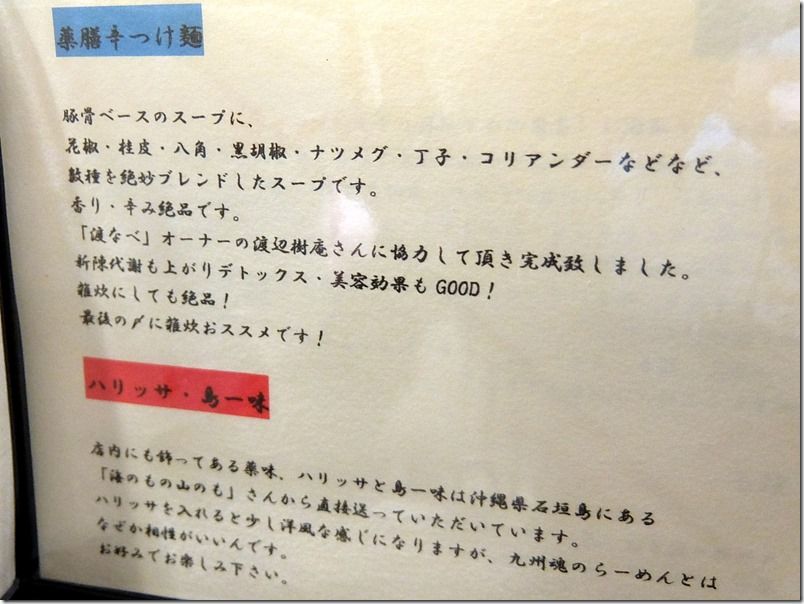 薬膳辛つけ麺
豚骨ベースのスープに、
花椒・桂皮・八角・黒胡椒・ナツメグ・丁子・コリアンダーなどなど、
数種を絶妙ブレンドしたスープです。
香り・辛み絶品です。
「渡なべ」オーナーの渡辺樹庵さんに協力して頂き完成致しました。
新陳代謝も上がりデトックス・美容効果もGOOD!
雑炊にしても絶品!
最後の〆に雑炊おススメです!
ハリッサ・島一味
店内にも飾ってある薬味、ハリッサと島一味は沖縄県石垣島にある
「海のもの山のも」さんから直接送っていただいています。
ハリッサを入れると少し洋風な感じになりますが、九州魂のらーめんとは
なぜか相性がいいんです。
お好みでお楽しみ下さい。